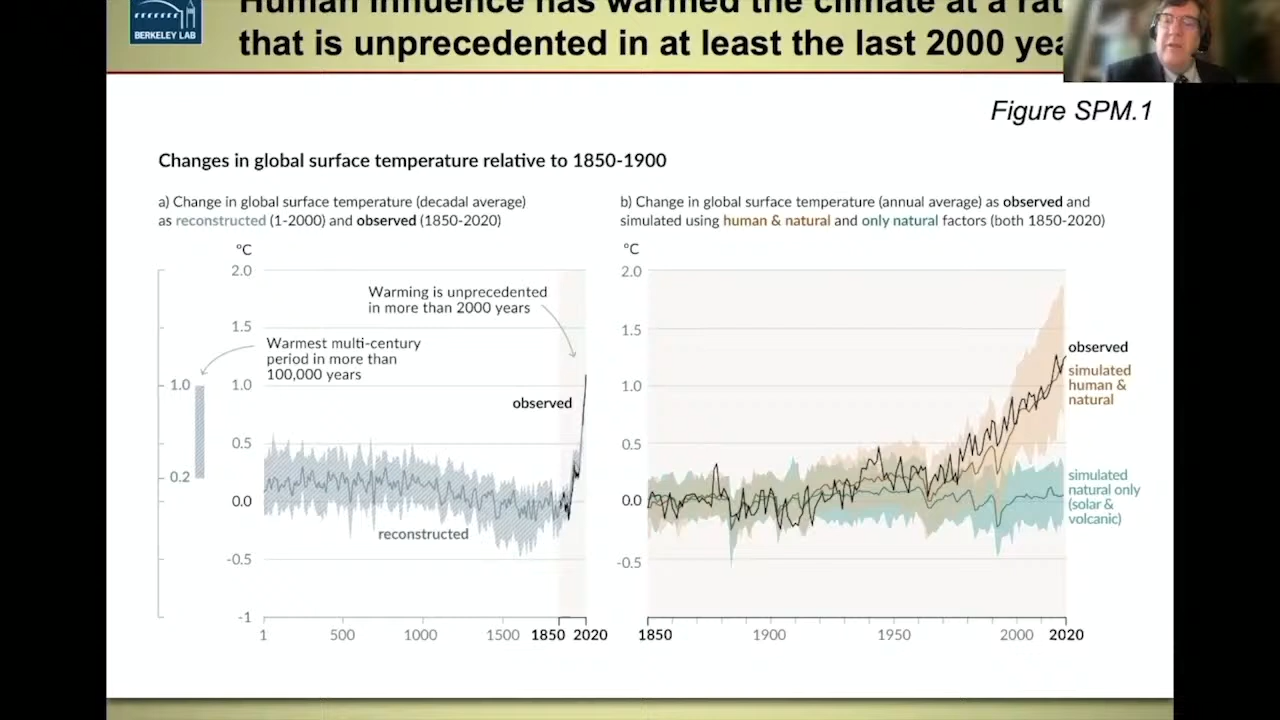 Human influence has warmed the climate at a
that is unprecedented in at least the last 2000
BERKELEY LAB
Figure SPM.1
Changes in global surface temperature relative to 1850-1900
a) Change in global surface temperature (decadal average)
as reconstructed (1-2000) and observed (1850-2020)
b) Change in global surface temperature (annual average) as observed and
simulated using human & natural and only natural factors (both 1850-2020)
°C
2.0
1.5
1.0
0.5
0.0
-0.5
-1
1.0
0.2
Warming is unprecedented
in more than 2000 years
Warmest multi-century
period in more than
100,000 years
observed
reconstructed
1 500 1000 1500 1850 2020
°C
2.0
1.5
1.0
0.5
0.0
-0.5
observed
simulated
human &
natural
simulated
natural only
(solar &
volcanic)
1850 1900 1950 2000 2020